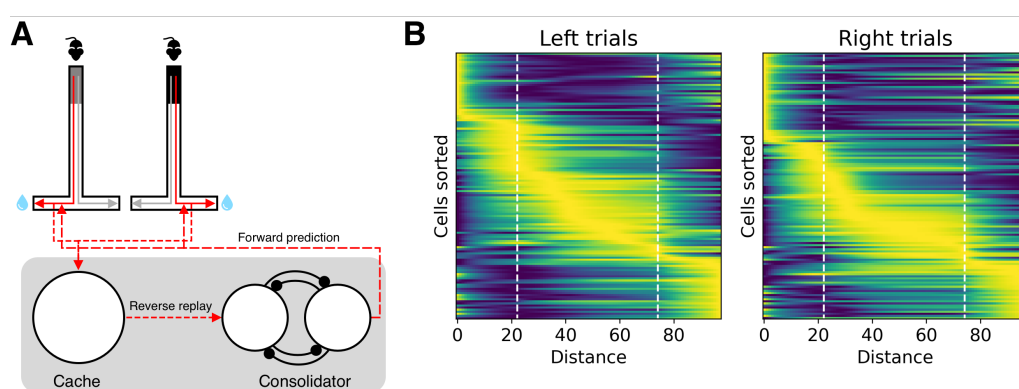 A
Forward prediction
Reverse replay
Cache
Consolidator
B
Left trials
Right trials
Cells sorted
Cells sorted
0 20 40 60 80
0 20 40 60 80
Distance
Distance